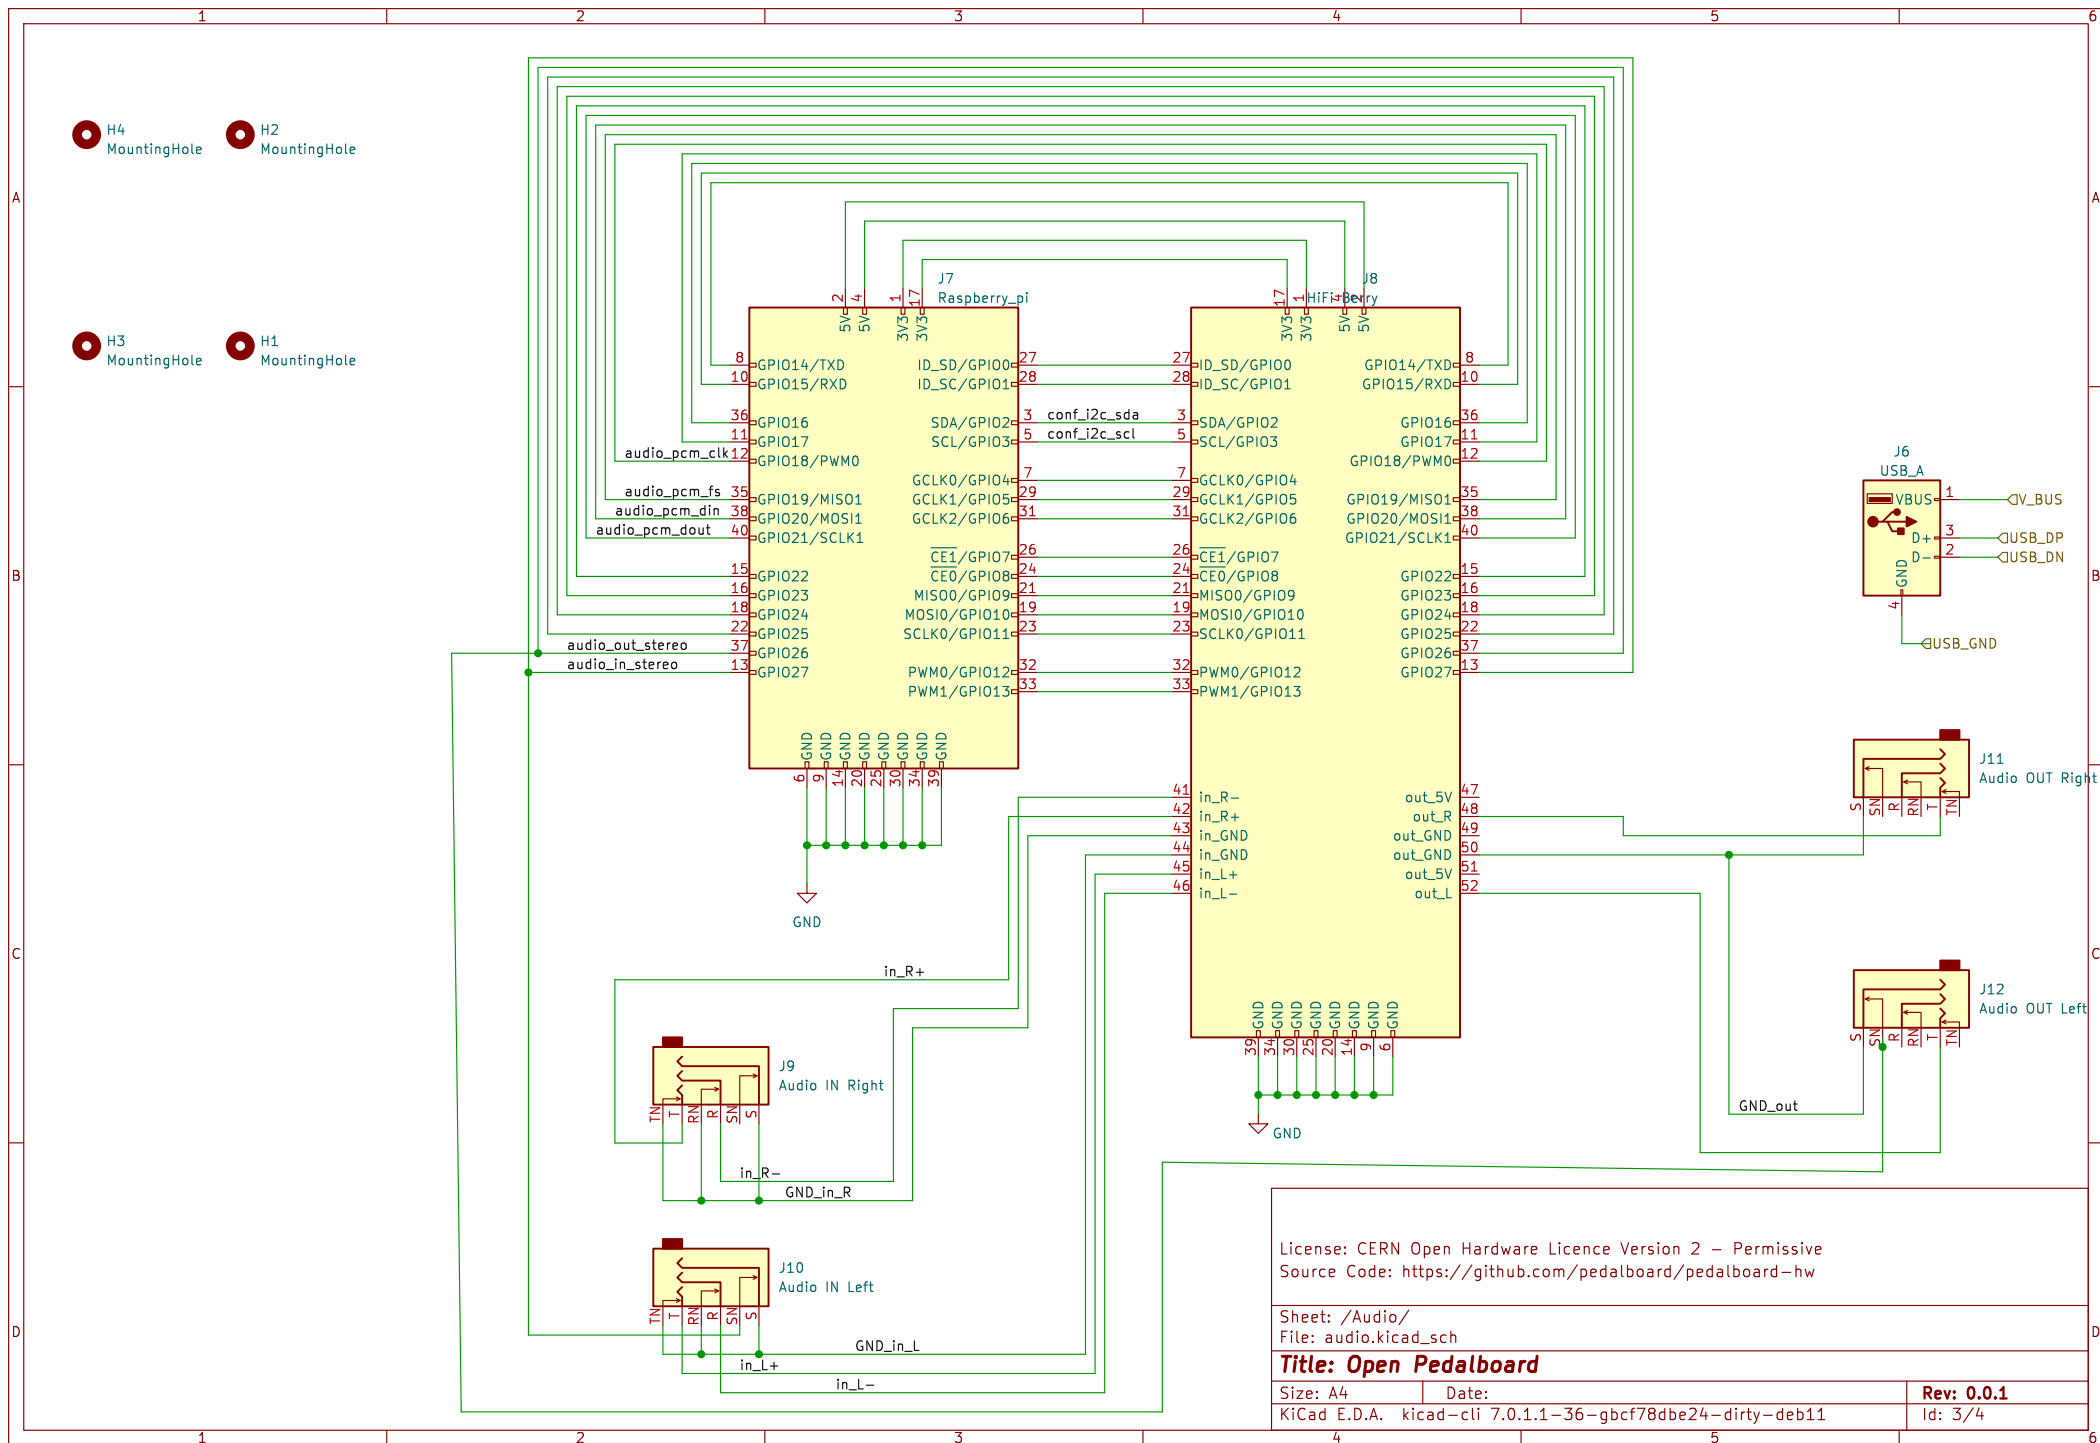 1 2 3 4 5 6
A
B
C
D
H4
MountingHole
H2
MountingHole
H3
MountingHole
H1
MountingHole
J7
Raspberry_pi
2 4 1 17
5V 5V 3V3 3V3
8 GPIO14/TXD
10 GPIO15/RXD
36 GPIO16
11 GPIO17
audio_pcm_clk 12 GPIO18/PWM0
audio_pcm_fs 35 GPIO19/MISO1
audio_pcm_din 38 GPIO20/MOSI1
audio_pcm_dout 40 GPIO21/SCLK1
15 GPIO22
16 GPIO23
18 GPIO24
22 GPIO25
audio_out_stereo 37 GPIO26
audio_in_stereo 13 GPIO27
ID_SD/GPIO0 27
ID_SC/GPIO1 28
SDA/GPIO2 3 conf_i2c_sda
SCL/GPIO3 5 conf_i2c_scl
GCLK0/GPIO4 7
GCLK1/GPIO5 29
GCLK2/GPIO6 31
CE1/GPIO7 26
CE0/GPIO8 24
MISO0/GPIO9 21
MOSI0/GPIO10 19
SCLK0/GPIO11 23
PWM0/GPIO12 32
PWM1/GPIO13 33
GND GND GND GND GND GND GND GND
6 9 14 20 25 30 34 39
GND
J8
HiFi-Berry
17 1 4 2
3V3 3V3 5V 5V
27 ID_SD/GPIO0
28 ID_SC/GPIO1
3 SDA/GPIO2
5 SCL/GPIO3
7 GCLK0/GPIO4
29 GCLK1/GPIO5
31 GCLK2/GPIO6
26 CE1/GPIO7
24 CE0/GPIO8
21 MISO0/GPIO9
19 MOSI0/GPIO10
23 SCLK0/GPIO11
32 PWM0/GPIO12
33 PWM1/GPIO13
41 in_R-
42 in_R+
43 in_GND
44 in_GND
45 in_L+
46 in_L-
GPIO14/TXD 8
GPIO15/RXD 10
GPIO16 36
GPIO17 11
GPIO18/PWM0 12
GPIO19/MISO1 35
GPIO20/MOSI1 38
GPIO21/SCLK1 40
GPIO22 15
GPIO23 16
GPIO24 18
GPIO25 22
GPIO26 37
GPIO27 13
out_5V 47
out_R 48
out_GND 49
out_GND 50
out_5V 51
out_L 52
GND GND GND GND GND GND GND GND
39 34 30 25 20 14 9 6
GND
J6
USB_A
VBUS 1 V_BUS
D+ 3 USB_DP
D- 2 USB_DN
GND
4
USB_GND
J11
Audio OUT Right
S SN R RN T TN
J12
Audio OUT Left
S SN R RN T TN
GND_out
in_R+
J9
Audio IN Right
TN T RN R SN S
in_R-
GND_in_R
J10
Audio IN Left
TN T RN R SN S
GND_in_L
in_L+
in_L-
License: CERN Open Hardware Licence Version 2 - Permissive
Source Code: https://github.com/pedalboard/pedalboard-hw
Sheet: /Audio/
File: audio.kicad_sch
Title: Open Pedalboard
Size: A4 Date: Rev: 0.0.1
KiCad E.D.A. kicad-cli 7.0.1.1-36-gbcf78dbe24-dirty-deb11 Id: 3/4
A
B
C
D
1 2 3 4 5 6